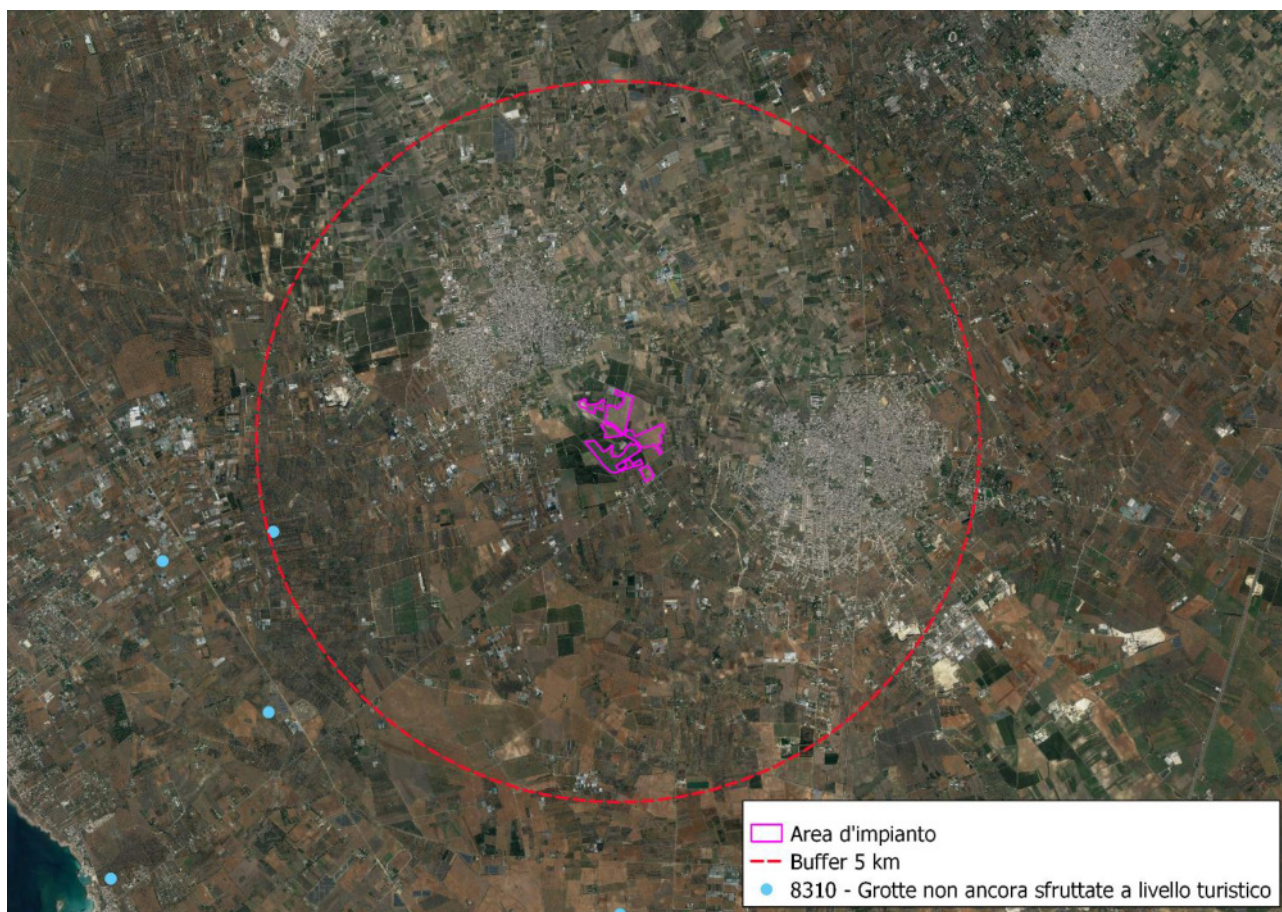 Area d'impianto
Buffer 5 km
8310 - Grotte non ancora sfruttate a livello turistico